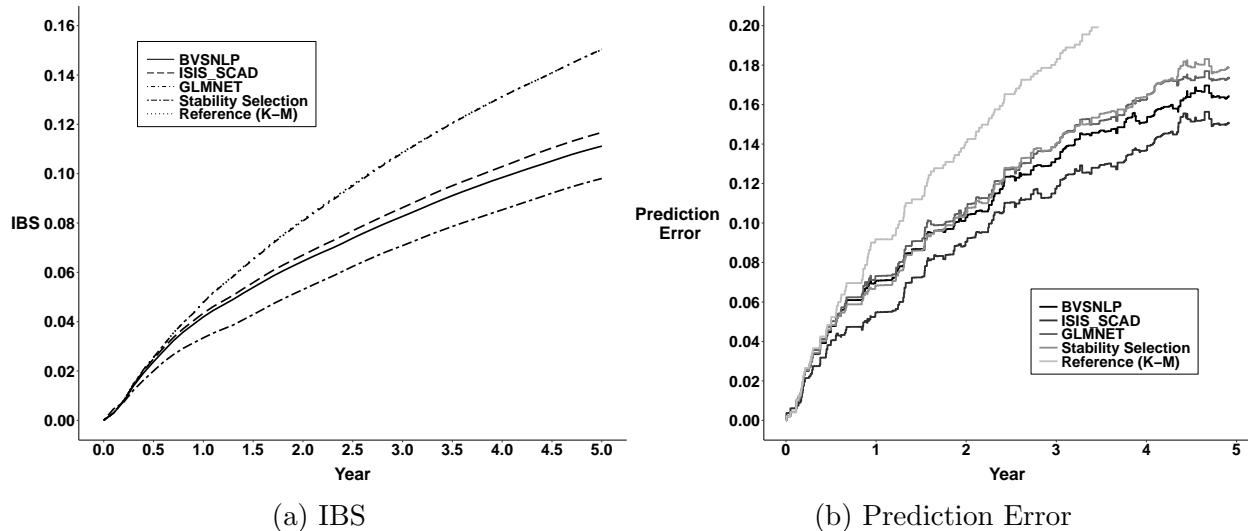 0.16
0.14
0.12
0.10
0.08
0.06
0.04
0.02
0.00
IBS
BVSNLP
ISIS_SCAD
GLMNET
Stability Selection
Reference (K−M)
0.0 0.5 1.0 1.5 2.0 2.5 3.0 3.5 4.0 4.5 5.0
Year
(a) IBS
0.20
0.18
0.16
0.14
0.12
0.10
0.08
0.06
0.04
0.02
0.00
Prediction
Error
BVSNLP
ISIS_SCAD
GLMNET
Stability Selection
Reference (K−M)
0 1 2 3 4 5
Year
(b) Prediction Error